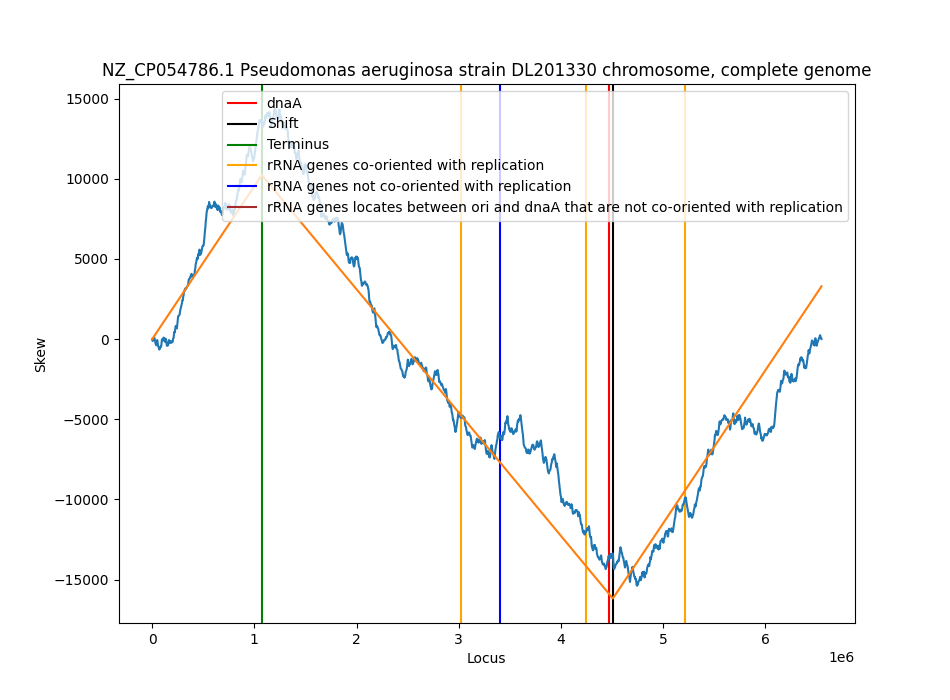 NZ_CP054786.1 Pseudomonas aeruginosa strain DL201330 chromosome, complete genome
dnaA
Shift
Terminus
rRNA genes co-oriented with replication
rRNA genes not co-oriented with replication
rRNA genes locates between ori and dnaA that are not co-oriented with replication
15000
10000
5000
0
−5000
−10000
−15000
Skew
0 1 2 3 4 5 6
1e6
Locus